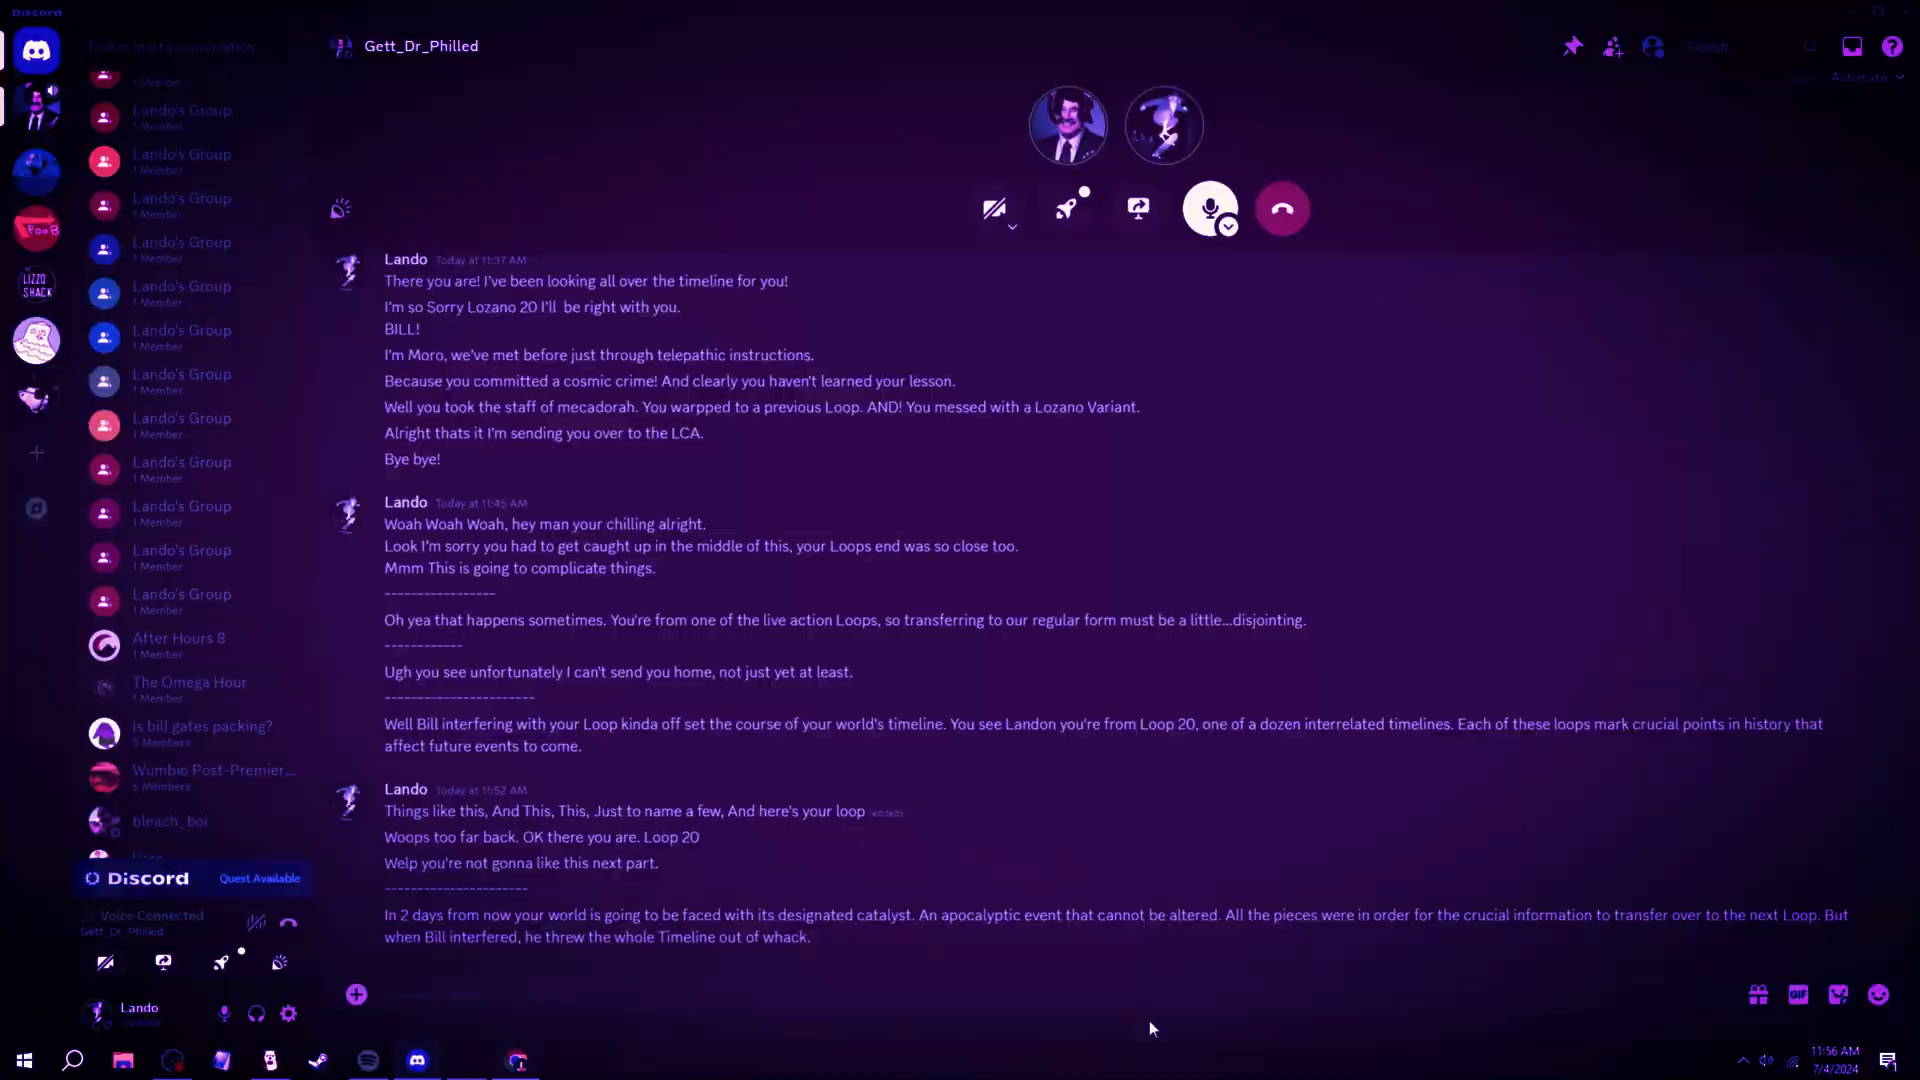 Discord
Find or start a conversation
Gett_Dr_Philled
Search
1 Member
Lando's Group
1 Member
Lando's Group
1 Member
Lando's Group
1 Member
Lando's Group
1 Member
Lando's Group
1 Member
Lando's Group
1 Member
Lando's Group
1 Member
Lando's Group
1 Member
Lando's Group
1 Member
Lando's Group
1 Member
Lando's Group
1 Member
Lando's Group
1 Member
After Hours 8
1 Member
The Omega Hour
1 Member
is bill gates packing?
5 Members
Wumbio Post-Premier...
6 Members
bleach_boi
LIZZO
SHACK
Discord
Quest Available
Voice Connected
Gett_Dr_Philled
Lando
Automate
Lando Today at 11:37 AM
There you are! I've been looking all over the timeline for you!
I'm so Sorry Lozano 20 I'll be right with you.
BILL!
I'm Moro, we've met before just through telepathic instructions.
Because you committed a cosmic crime! And clearly you haven't learned your lesson.
Well you took the staff of mecadorah. You warpped to a previous Loop. AND! You messed with a Lozano Variant.
Alright thats it I'm sending you over to the LCA.
Bye bye!
Lando Today at 11:45 AM
Woah Woah Woah, hey man your chilling alright.
Look I'm sorry you had to get caught up in the middle of this, your Loops end was so close too.
Mmm This is going to complicate things.
-----------------
Oh yea that happens sometimes. You're from one of the live action Loops, so transferring to our regular form must be a little...disjointing.
------------
Ugh you see unfortunately I can't send you home, not just yet at least.
-----------------------
Well Bill interfering with your Loop kinda off set the course of your world's timeline. You see Landon you're from Loop 20, one of a dozen interrelated timelines. Each of these loops mark crucial points in history that
affect future events to come.
Lando Today at 11:52 AM
Things like this, And This, This, Just to name a few, And here's your loop (edited)
Woops too far back. OK there you are. Loop 20
Welp you're not gonna like this next part.
----------------------
In 2 days from now your world is going to be faced with its designated catalyst. An apocalyptic event that cannot be altered. All the pieces were in order for the crucial information to transfer over to the next Loop. But
when Bill interfered, he threw the whole Timeline out of whack.
GIF
11:56 AM
7/4/2024